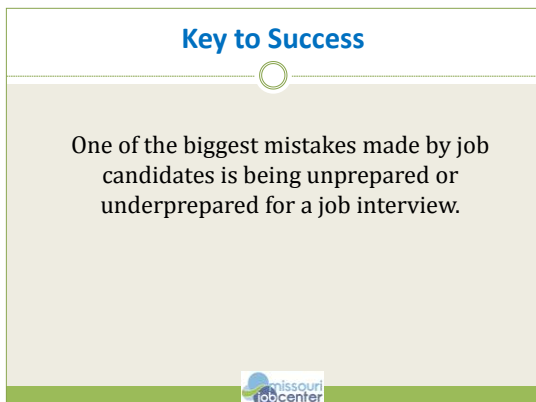 Key to Success
One of the biggest mistakes made by job
candidates is being unprepared or
underprepared for a job interview.
missouri
jobcenter